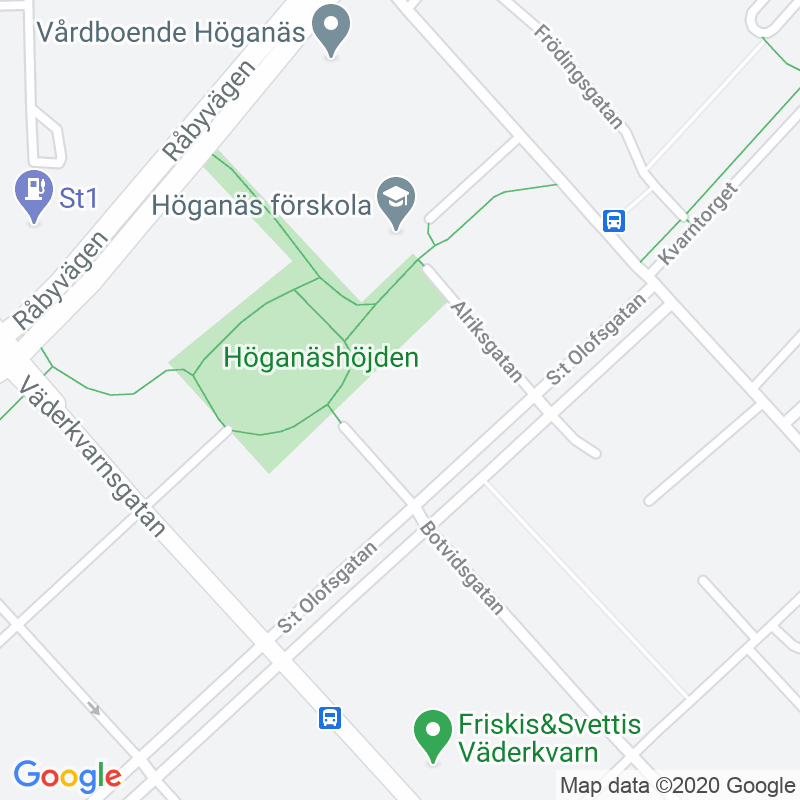 Vårdboende Höganäs
Frödingsgatan
Råbyvägen
St1
Höganäs förskola
Kvarntorget
Råbyvägen
Alriksgatan
S:t Olofsgatan
Höganäshöjden
Väderkvarnsgatan
S:t Olofsgatan
Botvidsgatan
Friskis&Svettis
Väderkvarn
Google
Map data ©2020 Google